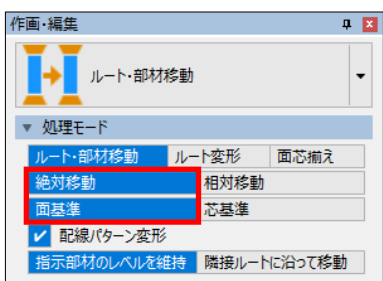 作画・編集
ルート・部材移動
処理モード
ルート・部材移動 ルート変形 面芯揃え
絶対移動 相対移動
面基準 芯基準
配線パターン変形
指示部材のレベルを維持 隣接ルートに沿って移動